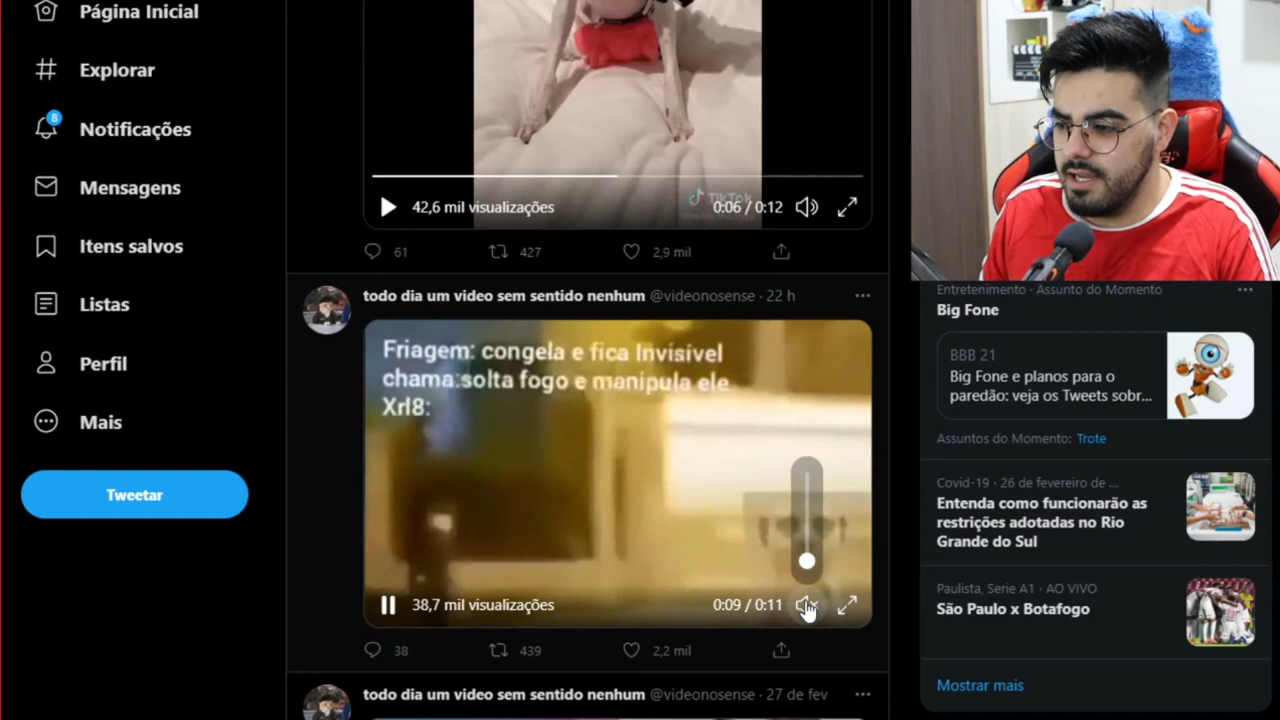 Página Inicial
Explorar
8
Notificações
Mensagens
Itens salvos
Listas
Perfil
Mais
Tweetar
TikTok
42,6 mil visualizações
0:06 / 0:12
61
427
2,9 mil
todo dia um video sem sentido nenhum @videonosense · 22 h
Friagem: congela e fica Invisível
chama:solta fogo e manipula ele
Xrl8:
38,7 mil visualizações
0:09 / 0:11
38
439
2,2 mil
todo dia um video sem sentido nenhum @videonosense · 27 de fev
Entretenimento · Assunto do Momento
Big Fone
BBB 21
Big Fone e planos para o
paredão: veja os Tweets sobr...
Assuntos do Momento: Trote
Covid-19 · 26 de fevereiro de ...
Entenda como funcionarão as
restrições adotadas no Rio
Grande do Sul
Paulista, Serie A1 · AO VIVO
São Paulo x Botafogo
Mostrar mais